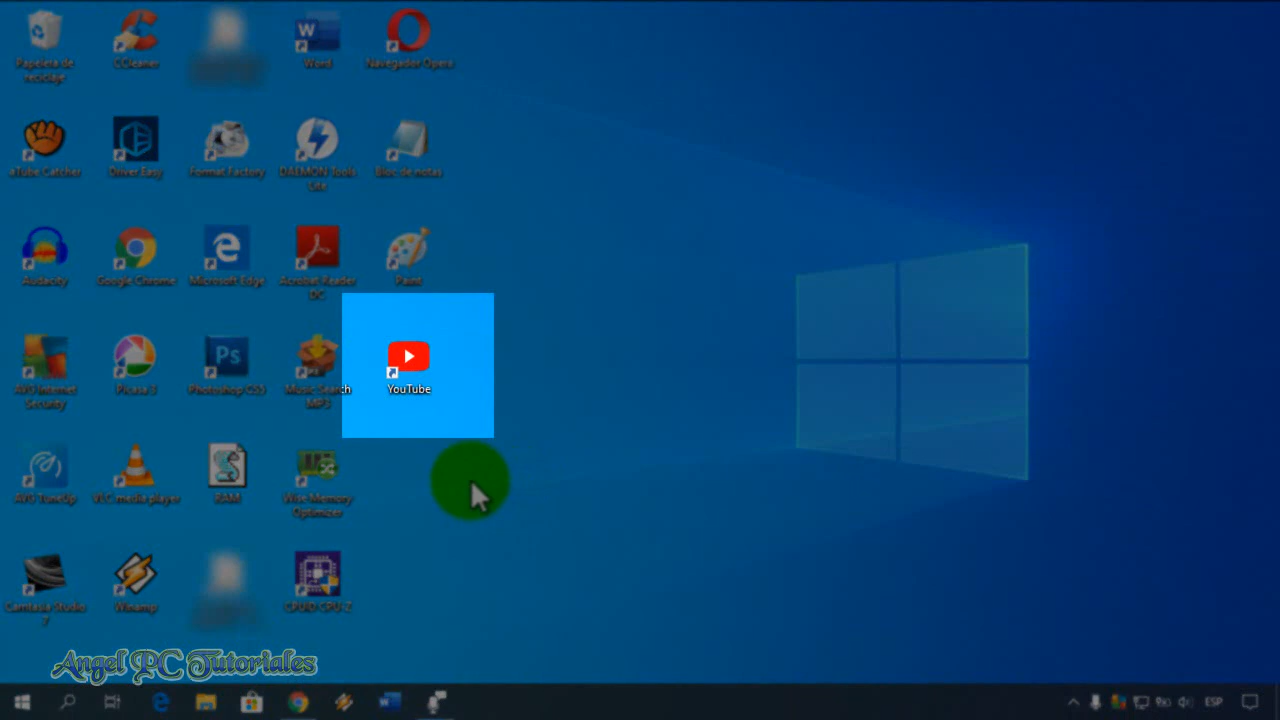 Papelera de
reciclaje
CCleaner
Word
Navegador Opera
aTube Catcher
Driver Easy
Format Factory
DAEMON Tools
Lite
Bloc de notas
Audacity
Google Chrome
Microsoft Edge
Acrobat Reader
DC
Paint
AVG Internet
Security
Picasa 3
Ps
Photoshop CS5
Music Search
MP3
YouTube
AVG TuneUp
VLC media player
RAM
Wise Memory
Optimizer
Camtasia Studio
7
Winamp
CPUID CPU-Z
Angel PC Tutoriales
ESP